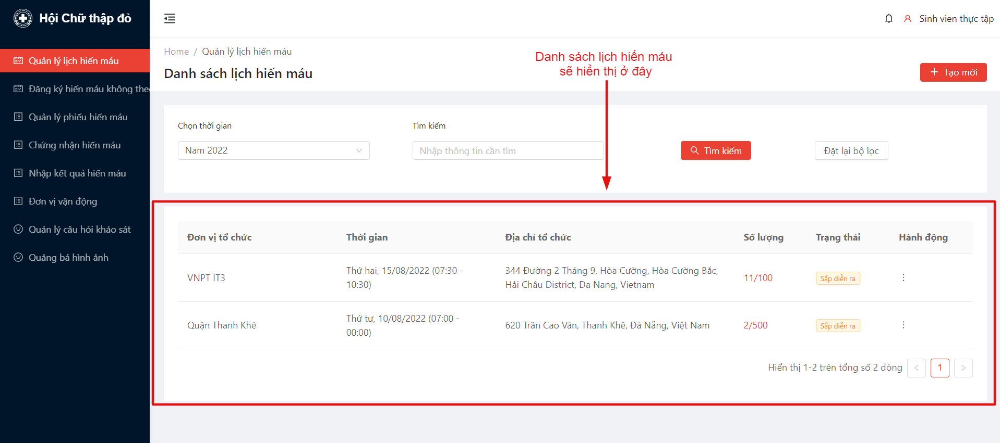 Hội Chữ thập đỏ
Sinh vien thực tập
Quản lý lịch hiến máu
Đăng ký hiến máu không the
Quản lý phiếu hiến máu
Chứng nhận hiến máu
Nhập kết quả hiến máu
Đơn vị vận động
Quản lý câu hỏi khảo sát
Quảng bá hình ảnh
Home / Quản lý lịch hiến máu
Danh sách lịch hiến máu
Danh sách lịch hiến máu
sẽ hiển thị ở đây
+ Tạo mới
Chọn thời gian
Tìm kiếm
Nam 2022
Nhập thông tin cần tìm
Tìm kiếm
Đặt lại bộ lọc
Đơn vị tổ chức Thời gian Địa chỉ tổ chức Số lượng Trạng thái Hành động
VNPT IT3
Thứ hai, 15/08/2022 (07:30 -
10:30)
344 Đường 2 Tháng 9, Hòa Cường, Hòa Cường Bắc,
Hải Châu District, Da Nang, Vietnam
11/100
Sắp diễn ra
Quận Thanh Khê
Thứ tư, 10/08/2022 (07:00 -
00:00)
620 Trần Cao Vân, Thanh Khê, Đà Nẵng, Việt Nam
2/500
Sắp diễn ra
Hiển thị 1-2 trên tổng số 2 dòng < 1 >